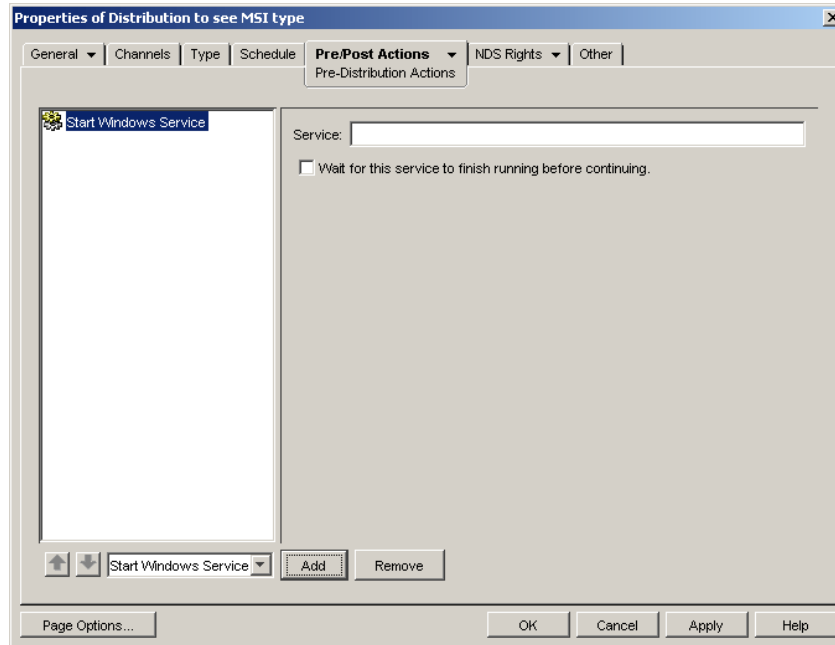 Properties of Distribution to see MSI type
General Channels Type Schedule Pre/Post Actions NDS Rights Other
Pre-Distribution Actions
Start Windows Service
Service:
Wait for this service to finish running before continuing.
Start Windows Service Add Remove
Page Options... OK Cancel Apply Help